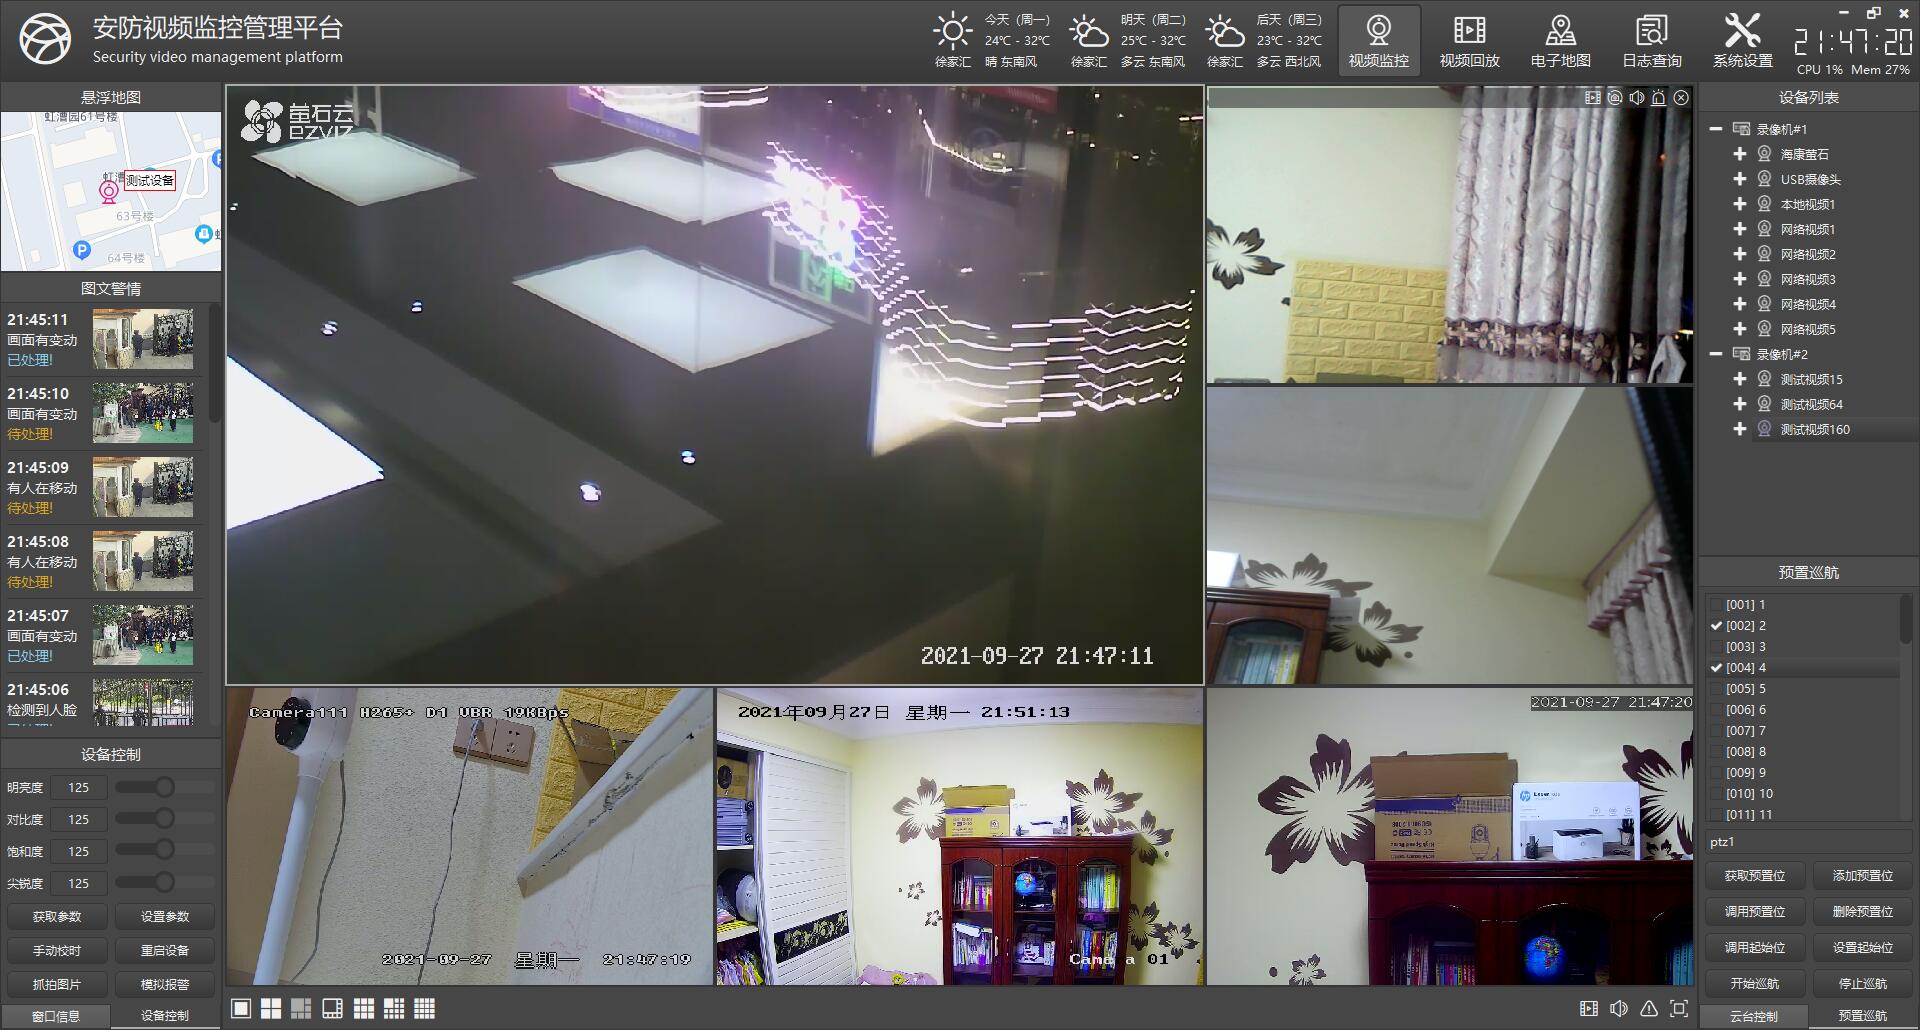 安防视频监控管理平台
Security video management platform
今天 (周一)
24℃ - 32℃
徐家汇 晴 东南风
明天 (周二)
25℃ - 32℃
徐家汇 多云 东南风
后天 (周三)
23℃ - 32℃
徐家汇 多云 西北风
视频监控
视频回放
电子地图
日志查询
系统设置
21:47:20
CPU 1% Mem 27%
悬浮地图
虹漕园61号楼
测试设备
63号楼
64号楼
P
图文警情
21:45:11
画面有变动
已处理!
21:45:10
画面有变动
待处理!
21:45:09
有人在移动
待处理!
21:45:08
有人在移动
待处理!
21:45:07
画面有变动
已处理!
21:45:06
检测到人脸
设备控制
明亮度 125
对比度 125
饱和度 125
尖锐度 125
获取参数 设置参数
手动校时 重启设备
抓拍图片 模拟报警
窗口信息 设备控制
萤石云
EZVIZ
2021-09-27 21:47:11
Camera111 H265+ D1 VBR 19KBps
2021-09-27 星期一 21:47:19
2021年09月27日 星期一 21:51:13
Camera 01
2021-09-27 21:47:20
hp Laser
设备列表
录像机#1
海康萤石
USB摄像头
本地视频1
网络视频1
网络视频2
网络视频3
网络视频4
网络视频5
录像机#2
测试视频15
测试视频64
测试视频160
预置巡航
[001] 1
[002] 2
[003] 3
[004] 4
[005] 5
[006] 6
[007] 7
[008] 8
[009] 9
[010] 10
[011] 11
ptz1
获取预置位 添加预置位
调用预置位 删除预置位
调用起始位 设置起始位
开始巡航 停止巡航
云台控制 预置巡航